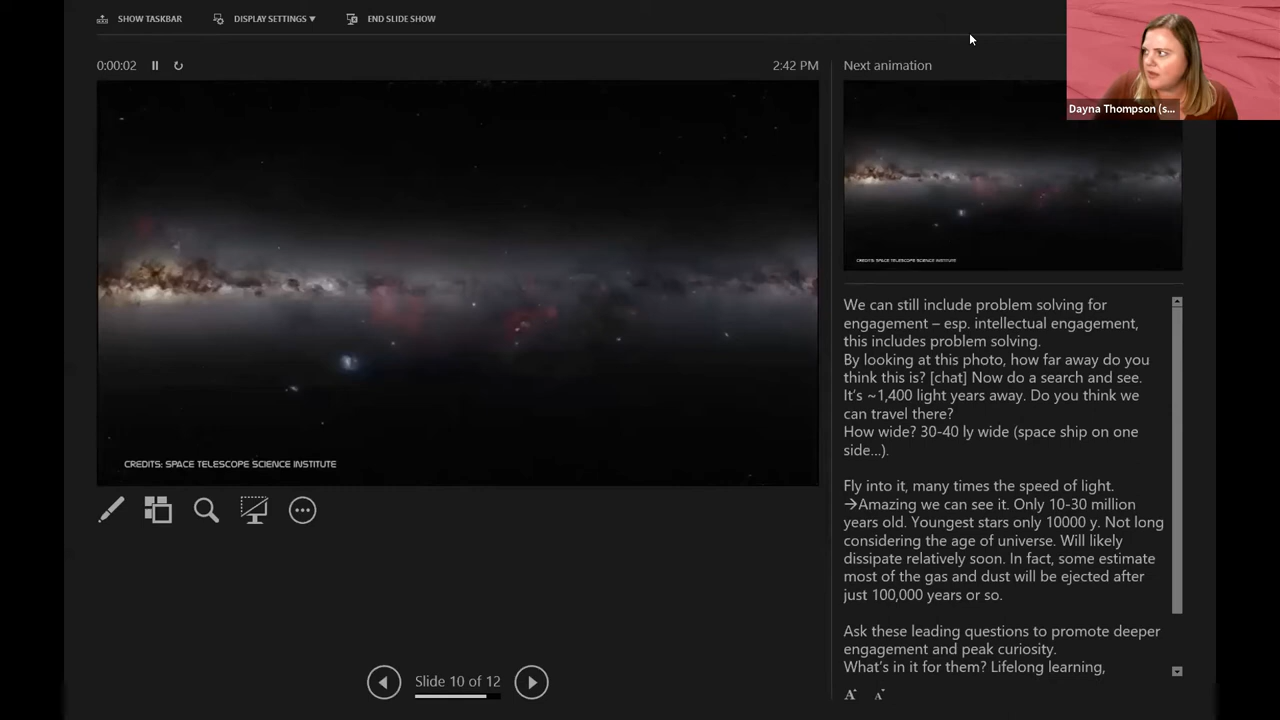 SHOW TASKBAR
DISPLAY SETTINGS ▼
END SLIDE SHOW
0:00:02
2:42 PM
Next animation
Dayna Thompson (s...
CREDITS: SPACE TELESCOPE SCIENCE INSTITUTE
CREDITS: SPACE TELESCOPE SCIENCE INSTITUTE
We can still include problem solving for
engagement – esp. intellectual engagement,
this includes problem solving.
By looking at this photo, how far away do you
think this is? [chat] Now do a search and see.
It's ~1,400 light years away. Do you think we
can travel there?
How wide? 30-40 ly wide (space ship on one
side...).
Fly into it, many times the speed of light.
→Amazing we can see it. Only 10-30 million
years old. Youngest stars only 10000 y. Not long
considering the age of universe. Will likely
dissipate relatively soon. In fact, some estimate
most of the gas and dust will be ejected after
just 100,000 years or so.
Ask these leading questions to promote deeper
engagement and peak curiosity.
What's in it for them? Lifelong learning,
Slide 10 of 12
A A